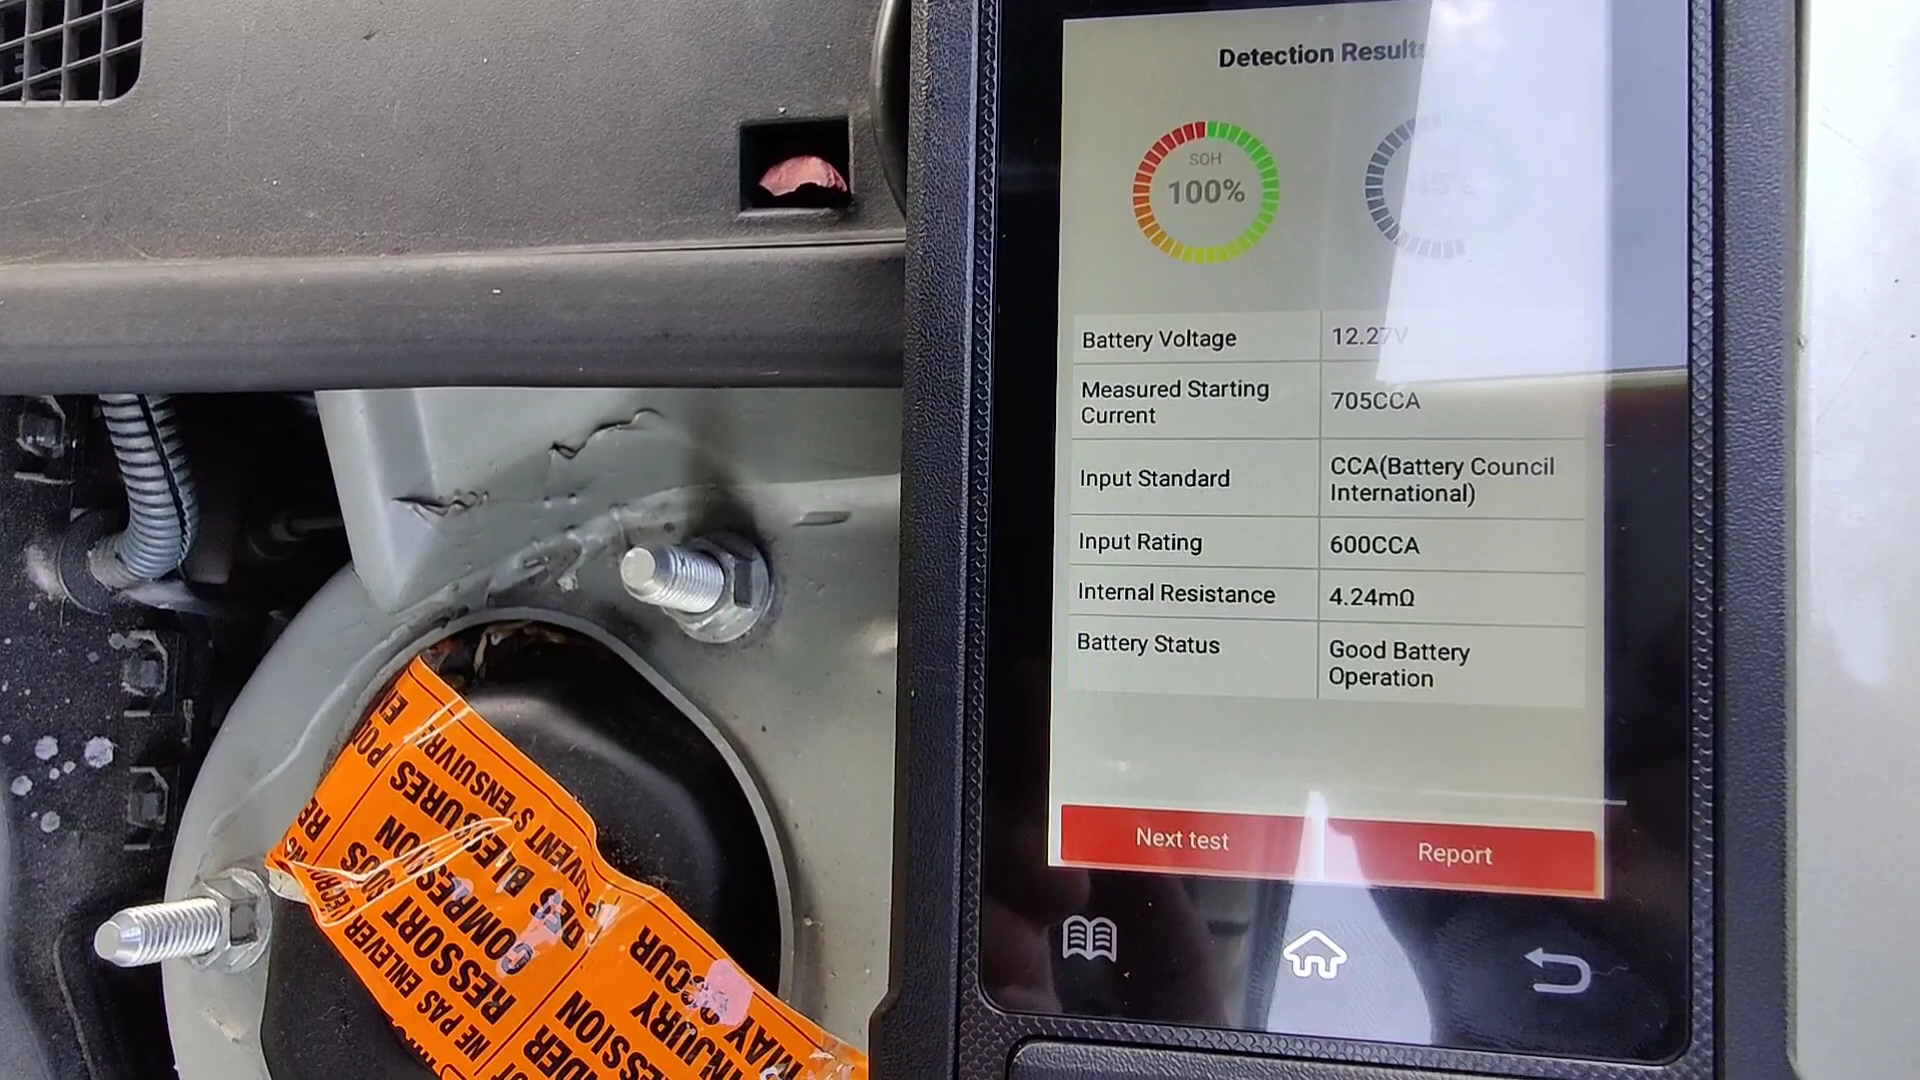 Detection Results
SOH
100%
45%
Battery Voltage
12.27V
Measured Starting
Current
705CCA
Input Standard
CCA(Battery Council
International)
Input Rating
600CCA
Internal Resistance
4.24mΩ
Battery Status
Good Battery
Operation
Next test
Report
DES BLESSURES
PEUVENT S'ENSUIVRE
NE PAS ENLEVER
RESSORT SOUS
COMPRESSION
INJURY
MAY OCCUR